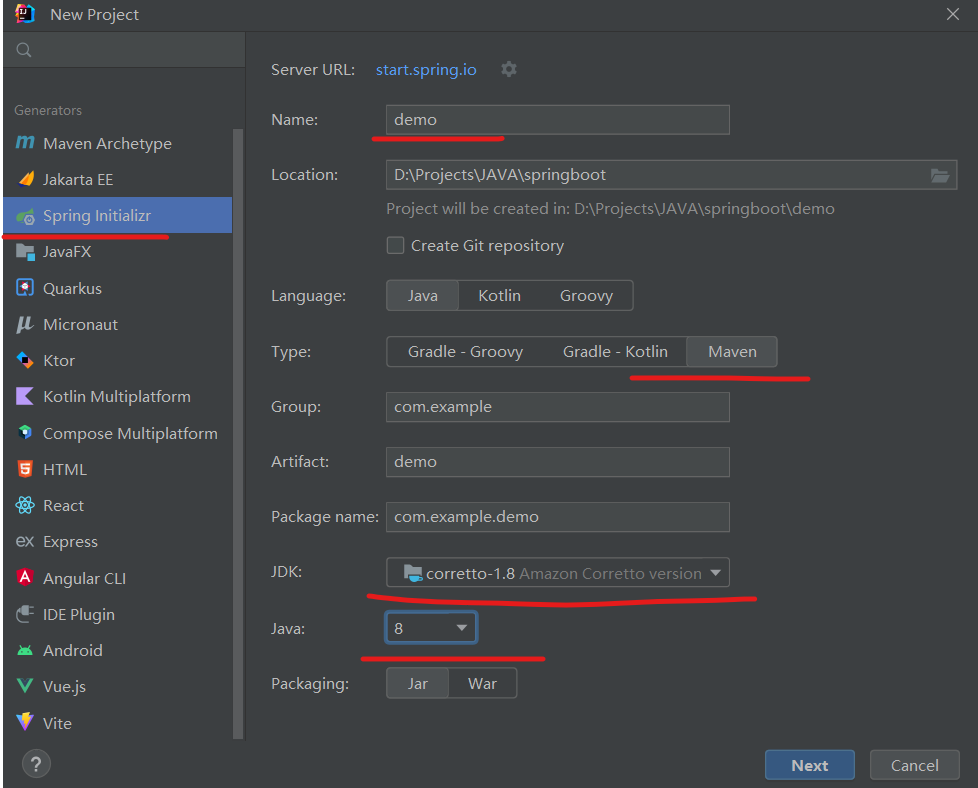 New Project
Generators
Maven Archetype
Jakarta EE
Spring Initializr
JavaFX
Quarkus
Micronaut
Ktor
Kotlin Multiplatform
Compose Multiplatform
HTML
React
Express
Angular CLI
IDE Plugin
Android
Vue.js
Vite
Server URL: start.spring.io
Name: demo
Location: D:\Projects\JAVA\springboot
Project will be created in: D:\Projects\JAVA\springboot\demo
Create Git repository
Language: Java Kotlin Groovy
Type: Gradle - Groovy Gradle - Kotlin Maven
Group: com.example
Artifact: demo
Package name: com.example.demo
JDK: corretto-1.8 Amazon Corretto version
Java: 8
Packaging: Jar War
? Next Cancel